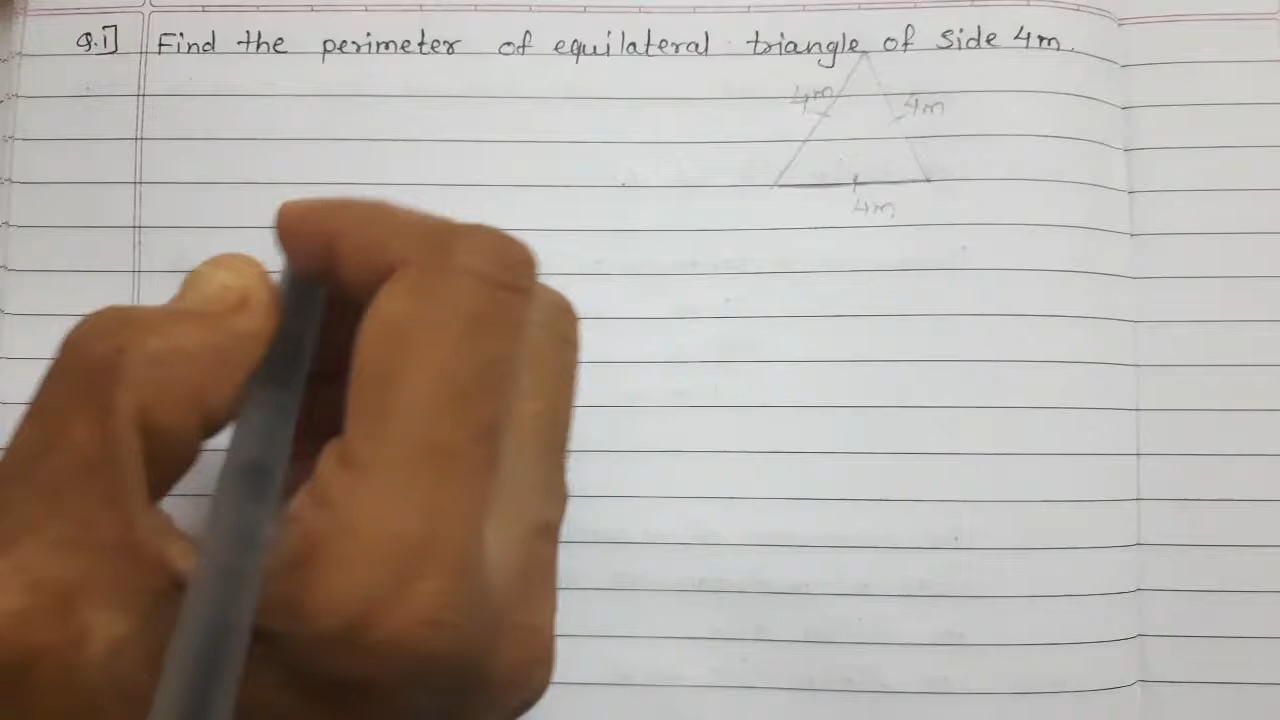 Q.1] Find the perimeter of equilateral triangle of side 4m.
4m
4m
4m